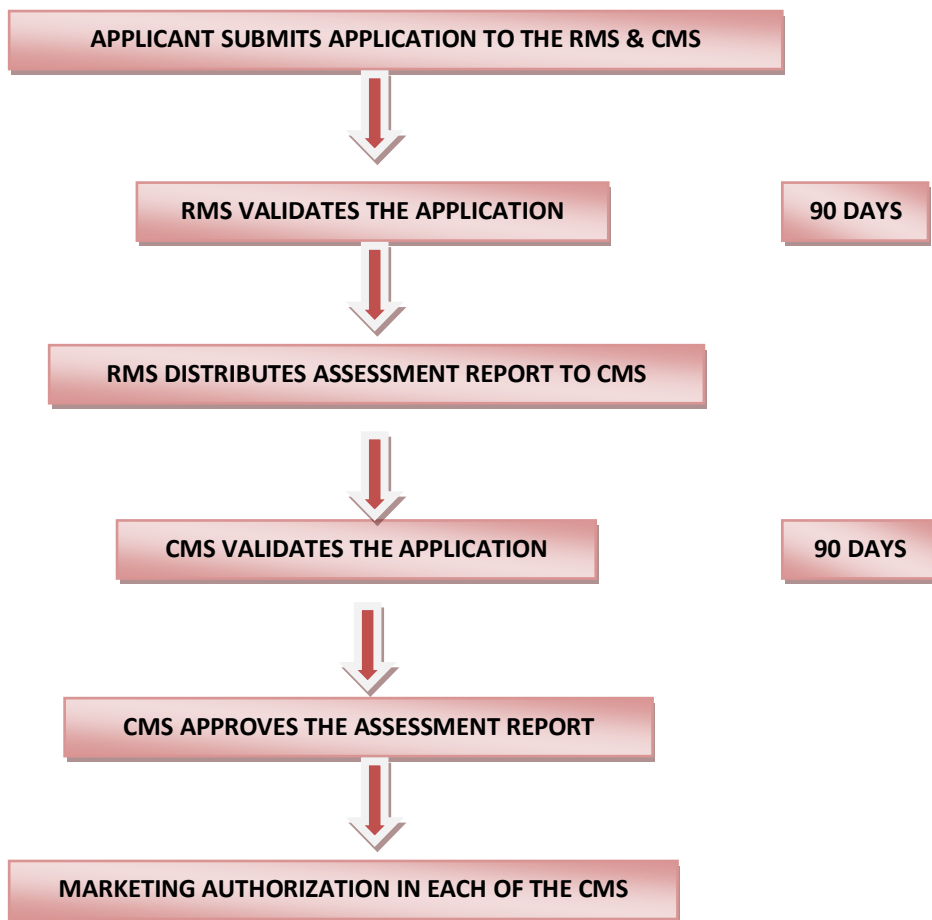 APPLICANT SUBMITS APPLICATION TO THE RMS & CMS
RMS VALIDATES THE APPLICATION
90 DAYS
RMS DISTRIBUTES ASSESSMENT REPORT TO CMS
CMS VALIDATES THE APPLICATION
90 DAYS
CMS APPROVES THE ASSESSMENT REPORT
MARKETING AUTHORIZATION IN EACH OF THE CMS